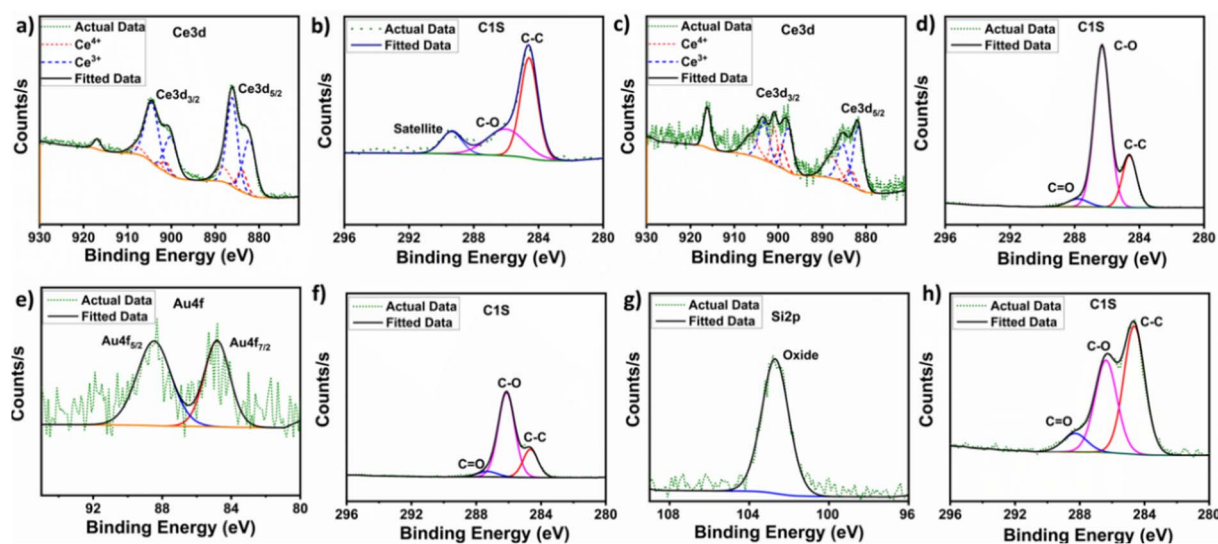 a)
Actual Data
Ce⁴⁺
Ce³⁺
Fitted Data
Ce3d
Ce3d₃/₂
Ce3d₅/₂
Counts/s
930 910 900 890 880
Binding Energy (eV)
b)
Actual Data
Fitted Data
C1S
C-C
C-O
Satellite
Counts/s
296 292 288 284 280
Binding Energy (eV)
c)
Actual Data
Ce⁴⁺
Ce³⁺
Fitted Data
Ce3d
Ce3d₃/₂
Ce3d₅/₂
Counts/s
930 910 900 890 880
Binding Energy (eV)
d)
Actual Data
Fitted Data
C1S
C-O
C-C
C=O
Counts/s
296 292 288 284 280
Binding Energy (eV)
e)
Actual Data
Fitted Data
Au4f
Au4f₅/₂
Au4f₇/₂
Counts/s
92 88 84 80
Binding Energy (eV)
f)
Actual Data
Fitted Data
C1S
C-O
C-C
C=O
Counts/s
296 292 288 284 280
Binding Energy (eV)
g)
Actual Data
Fitted Data
Si2p
Oxide
Counts/s
108 104 100 96
Binding Energy (eV)
h)
Actual Data
Fitted Data
C1S
C-C
C-O
C=O
Counts/s
296 292 288 284 280
Binding Energy (eV)